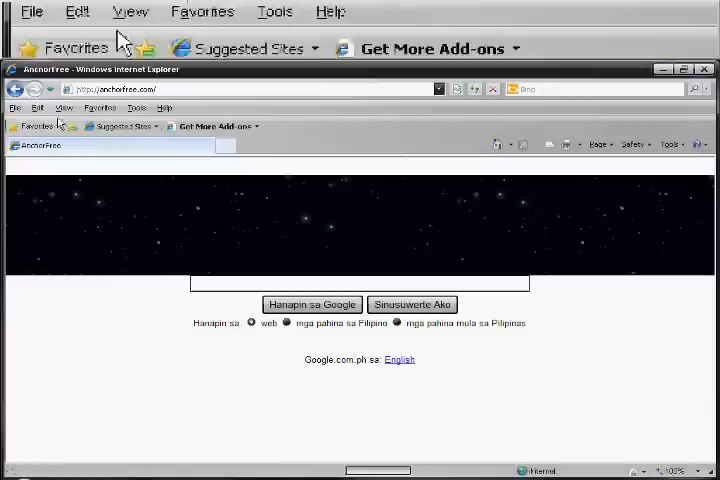 File Edit View Favorites Tools Help
Favorites Suggested Sites Get More Add-ons
AnchorFree - Windows Internet Explorer
http://anchorfree.com/ Bing
File Edit View Favorites Tools Help
Favorites Suggested Sites Get More Add-ons
AnchorFree Page Safety Tools
Hanapin sa Google Sinusuwerte Ako
Hanapin sa web mga pahina sa Filipino mga pahina mula sa Pilipinas
Google.com.ph sa: English
Internet 100%